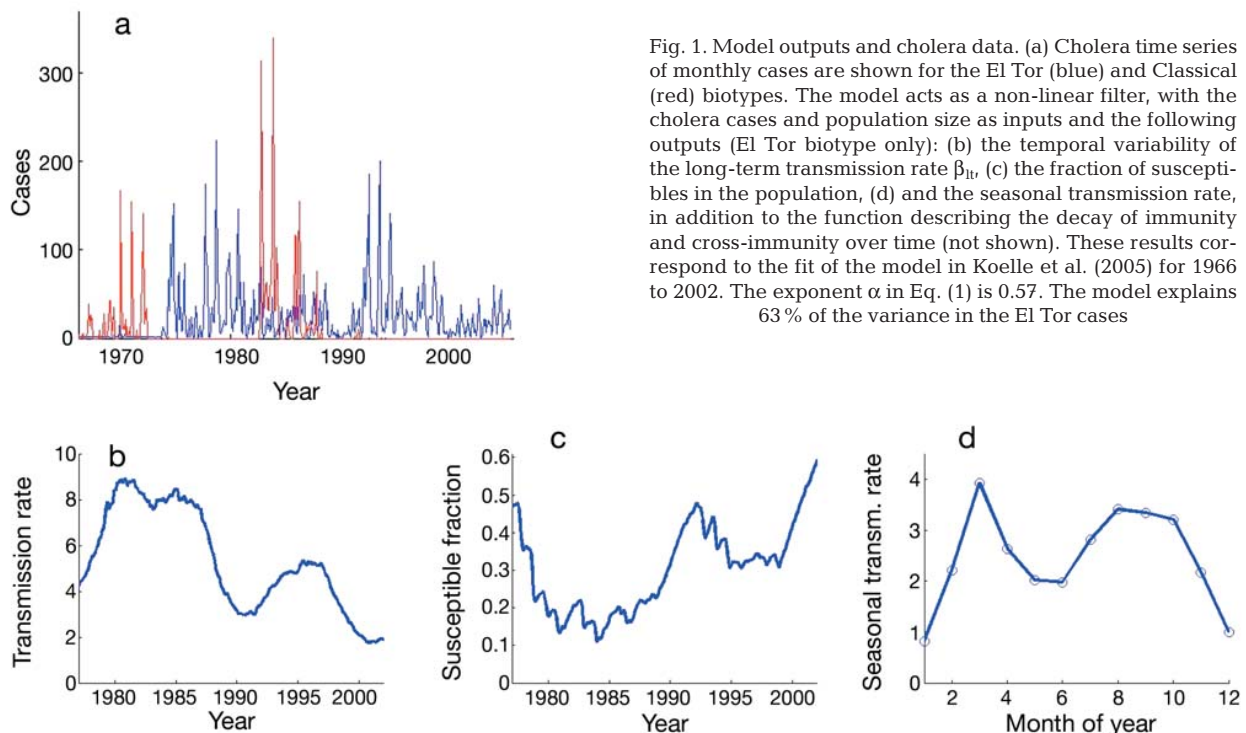 a
300
200
100
0
Cases
1970 1980 1990 2000
Year
Fig. 1. Model outputs and cholera data. (a) Cholera time series
of monthly cases are shown for the El Tor (blue) and Classical
(red) biotypes. The model acts as a non-linear filter, with the
cholera cases and population size as inputs and the following
outputs (El Tor biotype only): (b) the temporal variability of
the long-term transmission rate βlt, (c) the fraction of suscepti-
bles in the population, (d) and the seasonal transmission rate,
in addition to the function describing the decay of immunity
and cross-immunity over time (not shown). These results cor-
respond to the fit of the model in Koelle et al. (2005) for 1966
to 2002. The exponent α in Eq. (1) is 0.57. The model explains
63 % of the variance in the El Tor cases
b
10
8
6
4
2
0
Transmission rate
1980 1985 1990 1995 2000
Year
c
0.6
0.5
0.4
0.3
0.2
0.1
0
Susceptible fraction
1980 1985 1990 1995 2000
Year
d
4
3
2
1
0
Seasonal transm. rate
2 4 6 8 10 12
Month of year